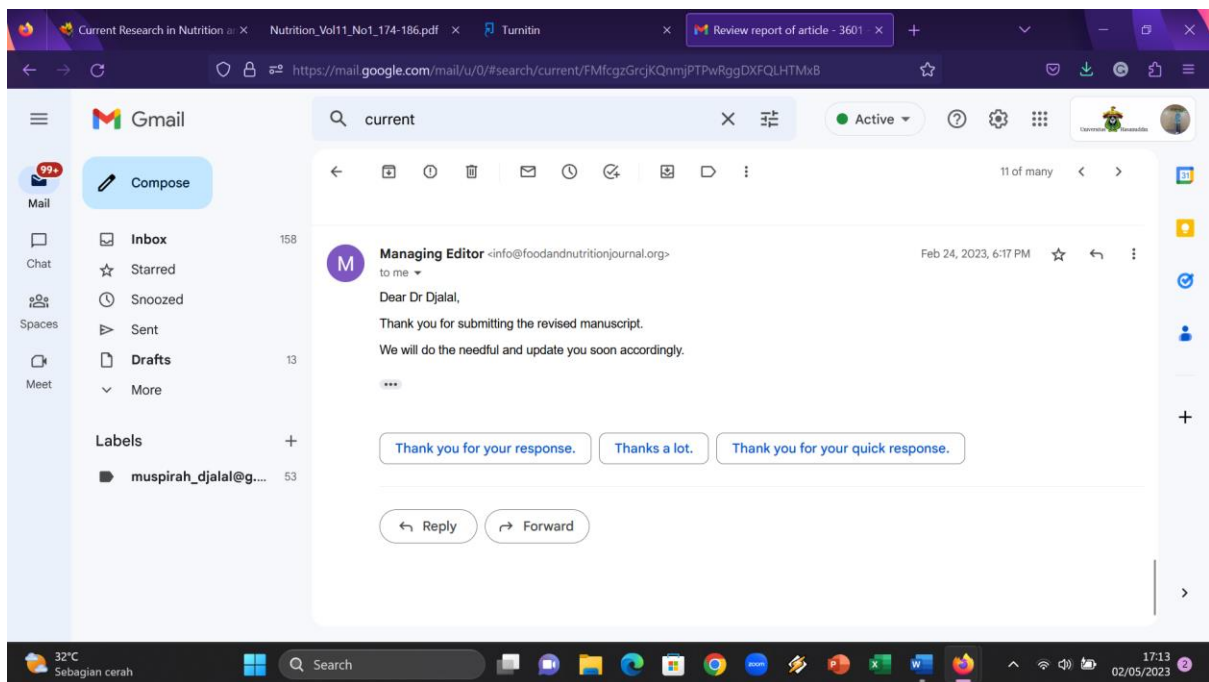 Current Research in Nutrition a
Nutrition_Vol11_No1_174-186.pdf
Turnitin
Review report of article - 3601 -
https://mail.google.com/mail/u/0/#search/current/FMfcgzGrcjKQnmjPTPwRggDXFQLHTMxB
Gmail
current
Active
Universitas Hasanuddin
99+
Mail
Chat
Spaces
Meet
Compose
Inbox 158
Starred
Snoozed
Sent
Drafts 13
More
Labels
muspirah_djalal@g.... 53
11 of many
31
M
Managing Editor <info@foodandnutritionjournal.org>
Feb 24, 2023, 6:17 PM
to me
Dear Dr Djalal,
Thank you for submitting the revised manuscript.
We will do the needful and update you soon accordingly.
Thank you for your response.
Thanks a lot.
Thank you for your quick response.
Reply
Forward
32°C
Sebagian cerah
Search
zoom
17:13
02/05/2023
2